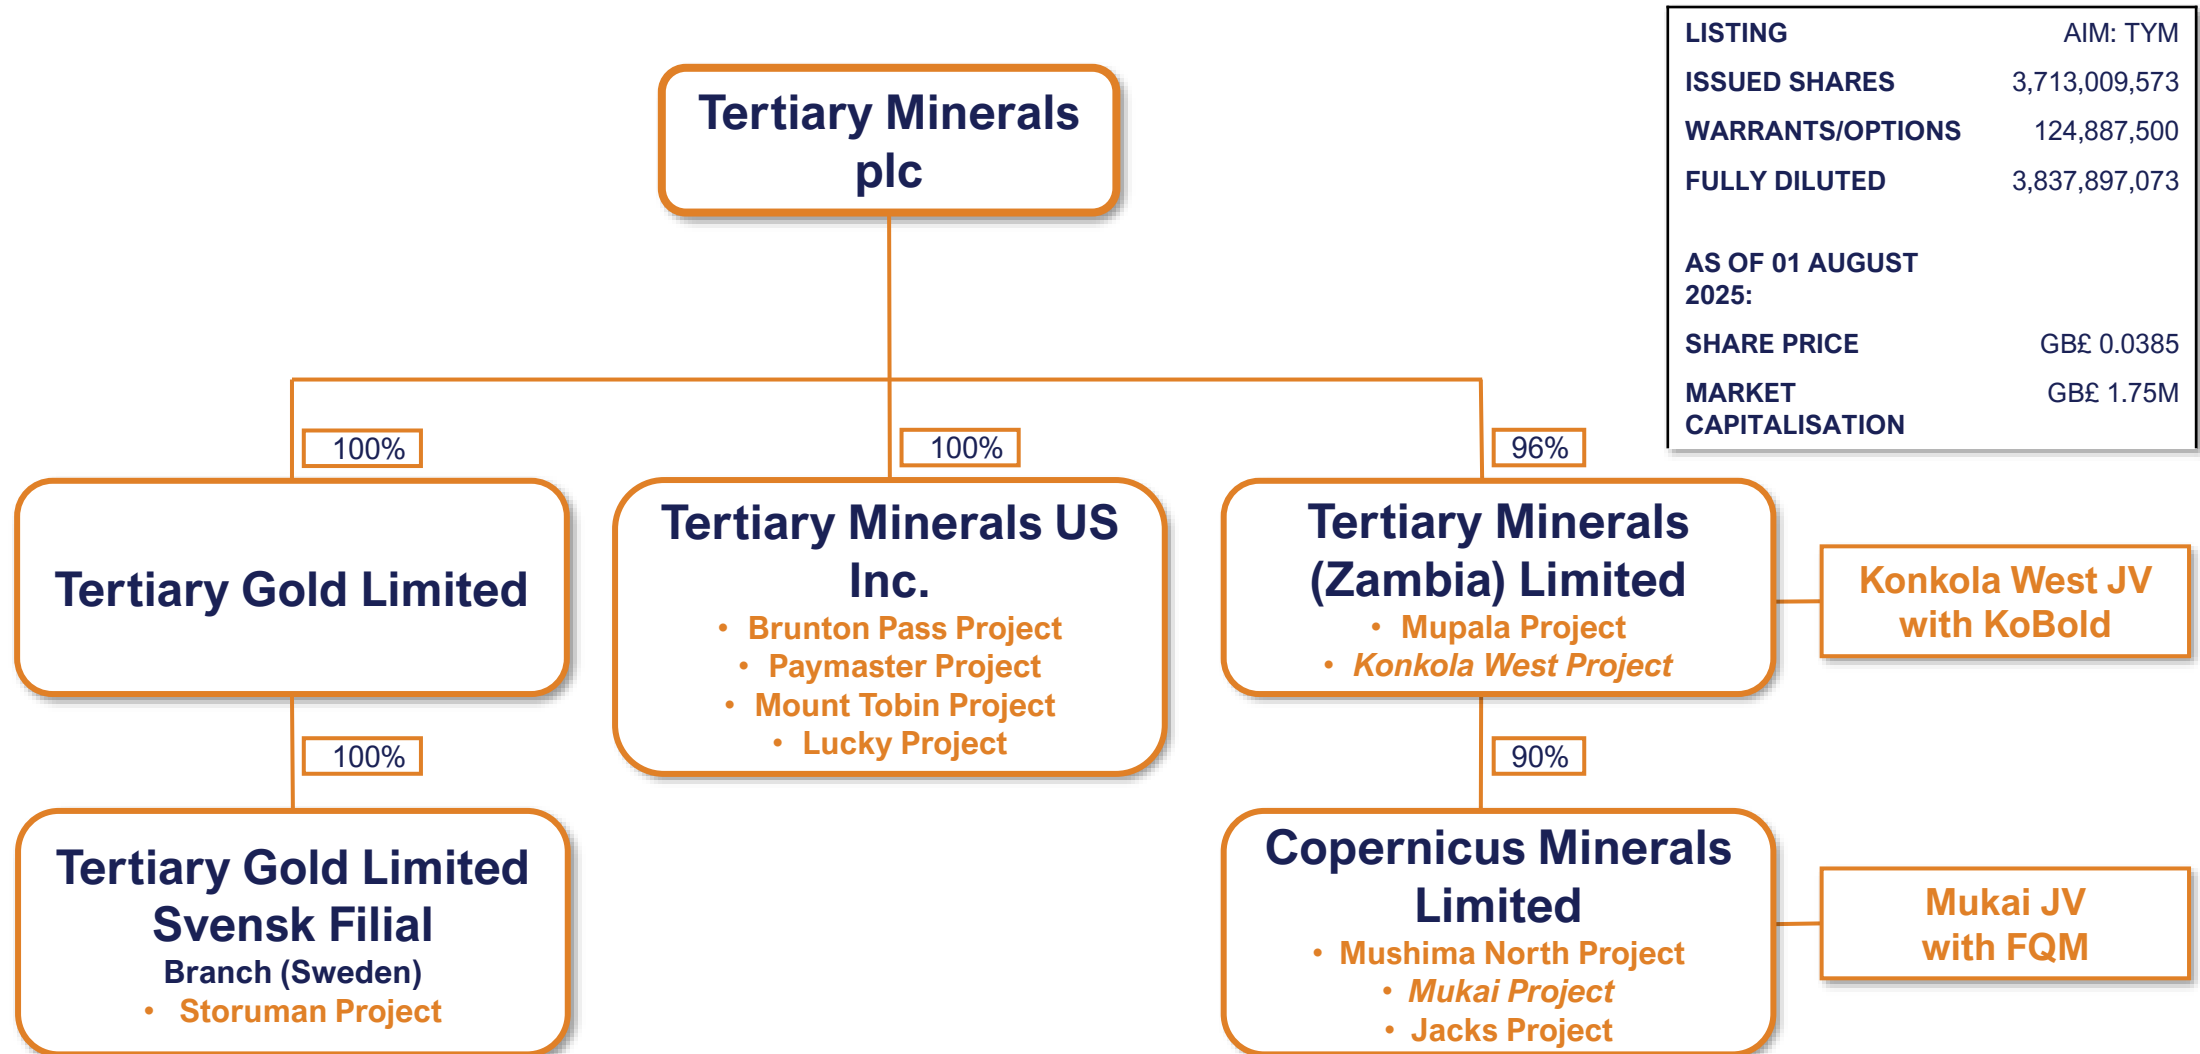 LISTING AIM: TYM
ISSUED SHARES 3,713,009,573
WARRANTS/OPTIONS 124,887,500
FULLY DILUTED 3,837,897,073
AS OF 01 AUGUST
2025:
SHARE PRICE GB£ 0.0385
MARKET GB£ 1.75M
CAPITALISATION
Tertiary Minerals
plc
100%
100%
96%
Tertiary Gold Limited
Tertiary Minerals US
Inc.
• Brunton Pass Project
• Paymaster Project
• Mount Tobin Project
• Lucky Project
Tertiary Minerals
(Zambia) Limited
• Mupala Project
• Konkola West Project
Konkola West JV
with KoBold
100%
90%
Tertiary Gold Limited
Svensk Filial
Branch (Sweden)
• Storuman Project
Copernicus Minerals
Limited
• Mushima North Project
• Mukai Project
• Jacks Project
Mukai JV
with FQM